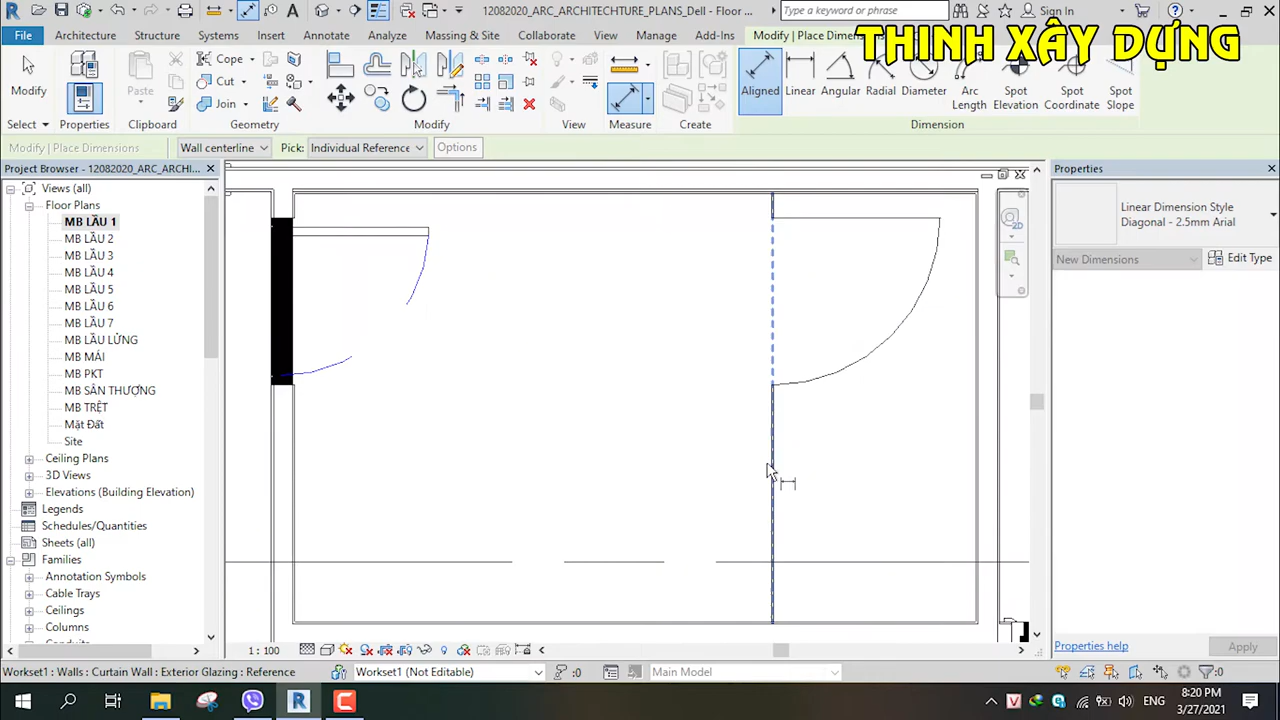 12082020_ARC_ARCHITECHTURE_PLANS_Dell - Floor ...
Type a keyword or phrase
Sign In
THỊNH XÂY DỰNG
File
Architecture
Structure
Systems
Insert
Annotate
Analyze
Massing & Site
Collaborate
View
Manage
Add-Ins
Modify | Place Dimens
Modify
Properties
Paste
Cope
Cut
Join
Aligned
Linear
Angular
Radial
Diameter
Arc Length
Spot Elevation
Spot Coordinate
Spot Slope
Select
Properties
Clipboard
Geometry
Modify
View
Measure
Create
Dimension
Modify | Place Dimensions
Wall centerline
Pick:
Individual Reference
Options
Project Browser - 12082020_ARC_ARCHI...
Properties
Views (all)
Floor Plans
MB LẦU 1
MB LẦU 2
MB LẦU 3
MB LẦU 4
MB LẦU 5
MB LẦU 6
MB LẦU 7
MB LẦU LỬNG
MB MÁI
MB PKT
MB SÂN THƯỢNG
MB TRỆT
Mặt Đất
Site
Ceiling Plans
3D Views
Elevations (Building Elevation)
Legends
Schedules/Quantities
Sheets (all)
Families
Annotation Symbols
Cable Trays
Ceilings
Columns
2D
Linear Dimension Style
Diagonal - 2.5mm Arial
New Dimensions
Edit Type
Properties help
Apply
1 : 100
Workset1 : Walls : Curtain Wall : Exterior Glazing : Reference
Workset1 (Not Editable)
:0
Main Model
:0
ENG
8:20 PM
3/27/2021